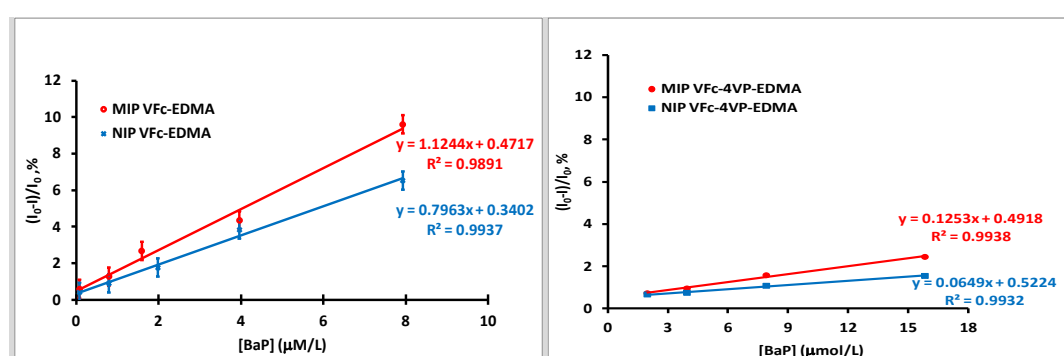 12
10
8
6
4
2
0
(I₀-I)/I₀ ,%
MIP VFc-EDMA
NIP VFc-EDMA
y = 1.1244x + 0.4717
R² = 0.9891
y = 0.7963x + 0.3402
R² = 0.9937
0 2 4 6 8 10
[BaP] (µM/L)
12
10
8
6
4
2
0
(I₀-I)/I₀, %
MIP VFc-4VP-EDMA
NIP VFc-4VP-EDMA
y = 0.1253x + 0.4918
R² = 0.9938
y = 0.0649x + 0.5224
R² = 0.9932
0 3 6 9 12 15 18
[BaP] (µmol/L)